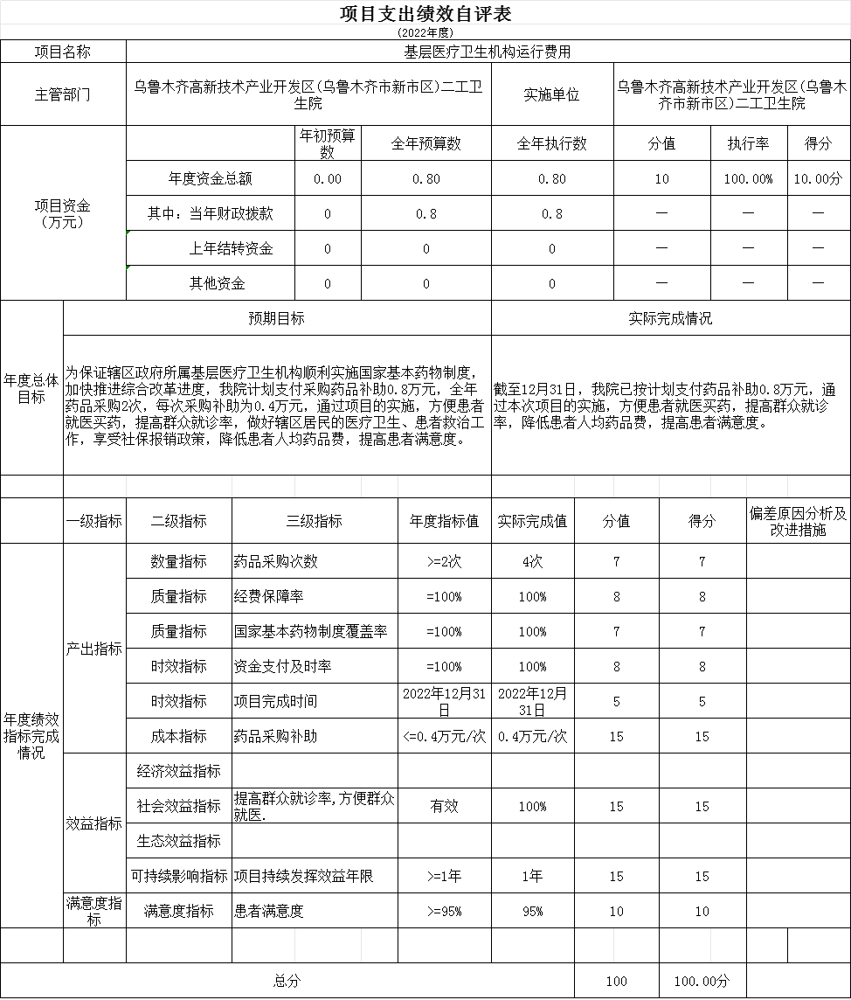 项目支出绩效自评表
(2022年度)
项目名称 基层医疗卫生机构运行费用
主管部门 乌鲁木齐高新技术产业开发区(乌鲁木齐市新市区)二工卫
生院 实施单位 乌鲁木齐高新技术产业开发区(乌鲁木
齐市新市区)二工卫生院
项目资金
（万元） 年初预算
数 全年预算数 全年执行数 分值 执行率 得分
年度资金总额 0.00 0.80 0.80 10 100.00% 10.00分
其中：当年财政拨款 0 0.8 0.8 — — —
上年结转资金 0 0 0 — — —
其他资金 0 0 0 — — —
年度总体
目标 预期目标 实际完成情况
为保证辖区政府所属基层医疗卫生机构顺利实施国家基本药物制度，
加快推进综合改革进度，我院计划支付采购药品补助0.8万元，全年
药品采购2次，每次采购补助为0.4万元，通过项目的实施，方便患者
就医买药，提高群众就诊率，做好辖区居民的医疗卫生、患者救治工
作，享受社保报销政策，降低患者人均药品费，提高患者满意度。
截至12月31日，我院已按计划支付药品补助0.8万元，通
过本次项目的实施，方便患者就医买药，提高群众就诊
率，降低患者人均药品费，提高患者满意度。
一级指标 二级指标 三级指标 年度指标值 实际完成值 分值 得分 偏差原因分析及
改进措施
年度绩效
指标完成
情况
产出指标
数量指标 药品采购次数 >=2次 4次 7 7
质量指标 经费保障率 =100% 100% 8 8
质量指标 国家基本药物制度覆盖率 =100% 100% 7 7
时效指标 资金支付及时率 =100% 100% 8 8
时效指标 项目完成时间 2022年12月31
日 2022年12月
31日 5 5
成本指标 药品采购补助 <=0.4万元/次 0.4万元/次 15 15
效益指标
经济效益指标
社会效益指标 提高群众就诊率,方便群众
就医. 有效 100% 15 15
生态效益指标
可持续影响指标 项目持续发挥效益年限 >=1年 1年 15 15
满意度指
标 满意度指标 患者满意度 >=95% 95% 10 10
总分 100 100.00分